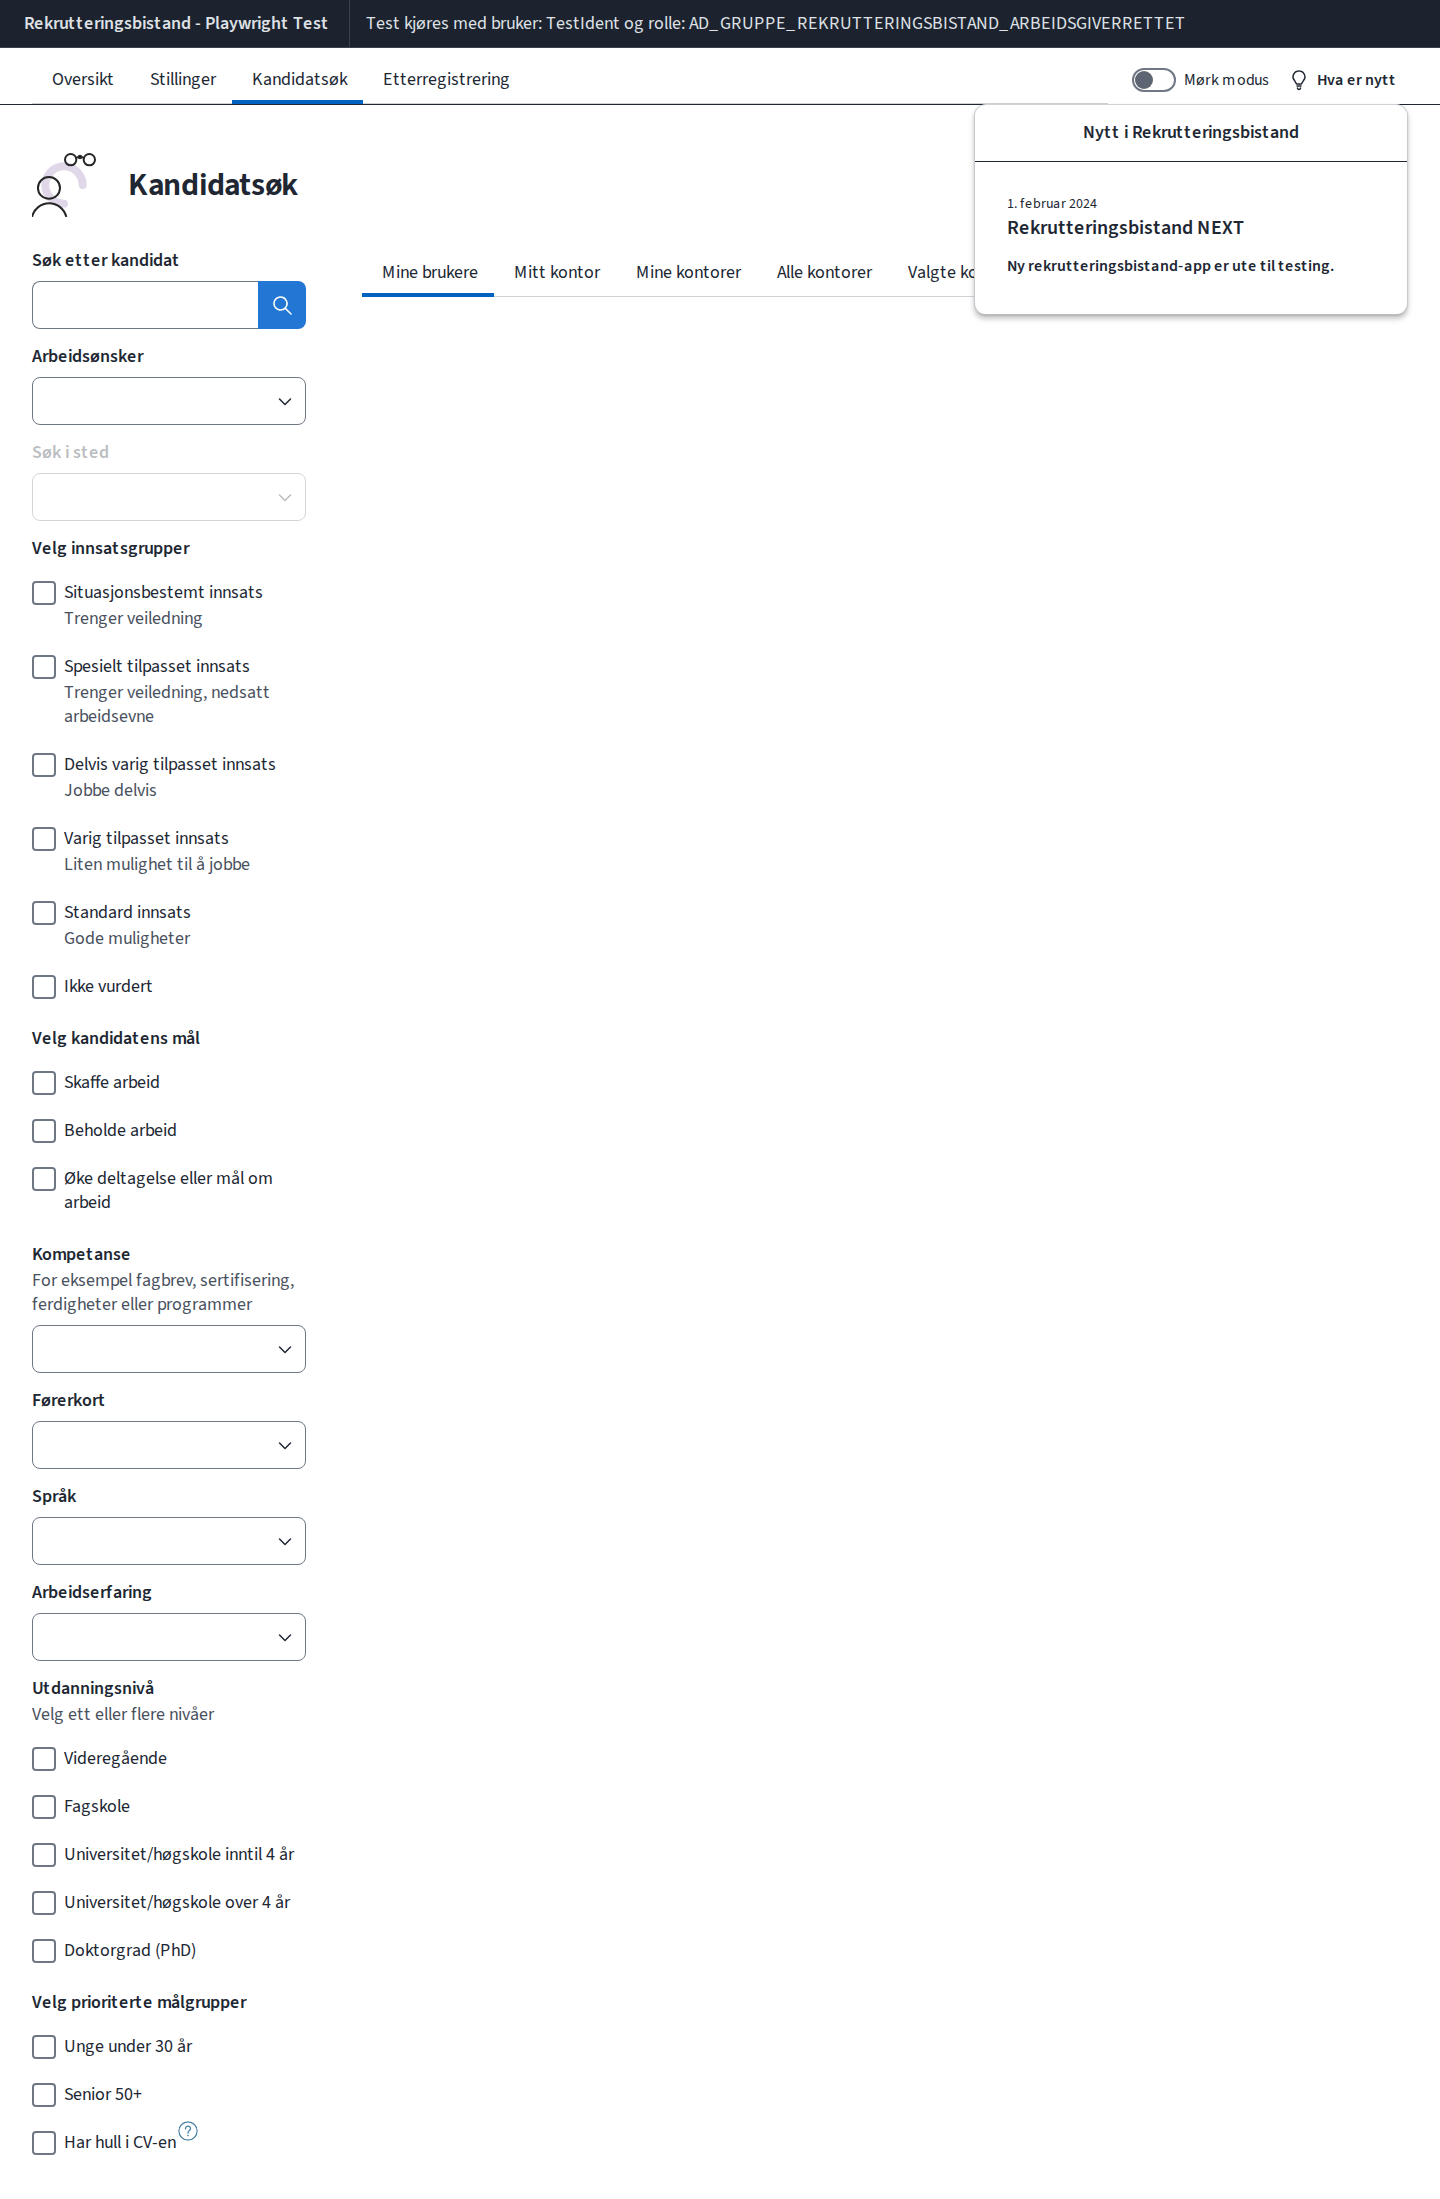 Rekrutteringsbistand - Playwright Test
Test kjøres med bruker: TestIdent og rolle: AD_GRUPPE_REKRUTTERINGSBISTAND_ARBEIDSGIVERRETTET
Oversikt
Stillinger
Kandidatsøk
Etterregistrering
Mørk modus
Hva er nytt
Nytt i Rekrutteringsbistand
1. februar 2024
Rekrutteringsbistand NEXT
Ny rekrutteringsbistand-app er ute til testing.
Kandidatsøk
Mine brukere
Mitt kontor
Mine kontorer
Alle kontorer
Valgte
Søk etter kandidat
Arbeidsønsker
Søk i sted
Velg innsatsgrupper
Situasjonsbestemt innsats
Trenger veiledning
Spesielt tilpasset innsats
Trenger veiledning, nedsatt
arbeidsevne
Delvis varig tilpasset innsats
Jobbe delvis
Varig tilpasset innsats
Liten mulighet til å jobbe
Standard innsats
Gode muligheter
Ikke vurdert
Velg kandidatens mål
Skaffe arbeid
Beholde arbeid
Øke deltagelse eller mål om
arbeid
Kompetanse
For eksempel fagbrev, sertifisering,
ferdigheter eller programmer
Førerkort
Språk
Arbeidserfaring
Utdanningsnivå
Velg ett eller flere nivåer
Videregående
Fagskole
Universitet/høgskole inntil 4 år
Universitet/høgskole over 4 år
Doktorgrad (PhD)
Velg prioriterte målgrupper
Unge under 30 år
Senior 50+
Har hull i CV-en